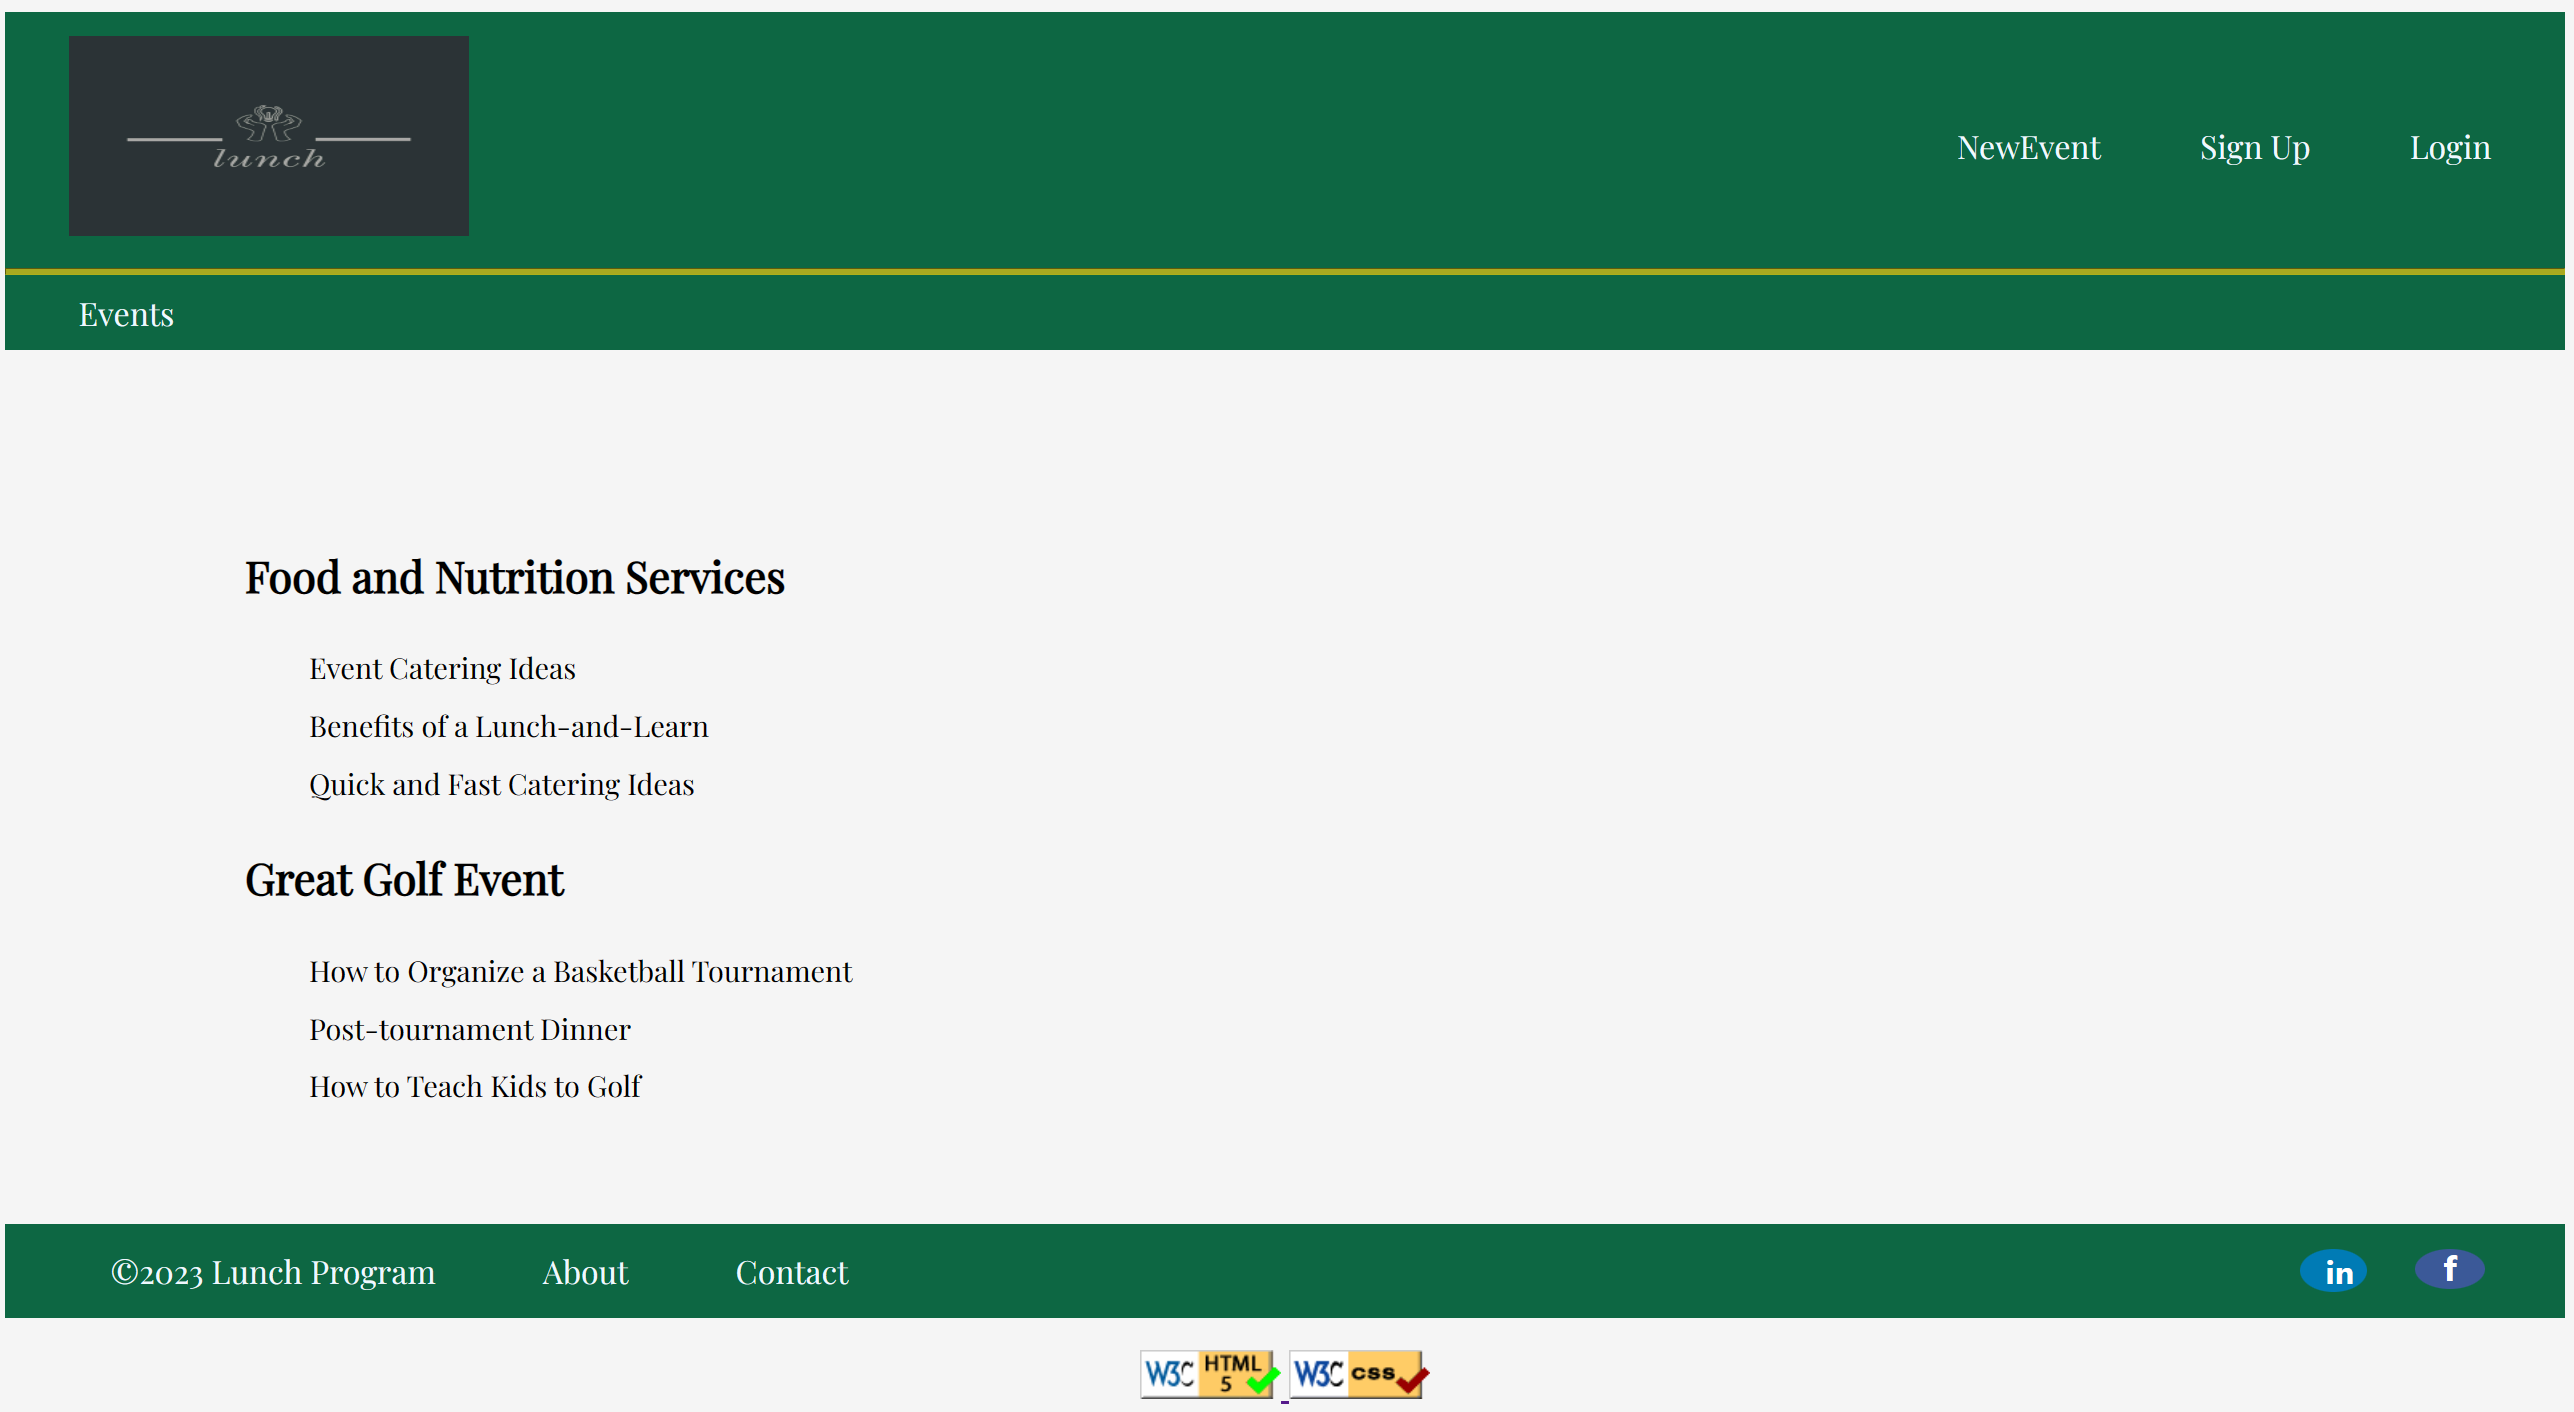 lunch
NewEvent Sign Up Login
Events
Food and Nutrition Services
Event Catering Ideas
Benefits of a Lunch-and-Learn
Quick and Fast Catering Ideas
Great Golf Event
How to Organize a Basketball Tournament
Post-tournament Dinner
How to Teach Kids to Golf
©2023 Lunch Program About Contact in f
W3C HTML 5 W3C css